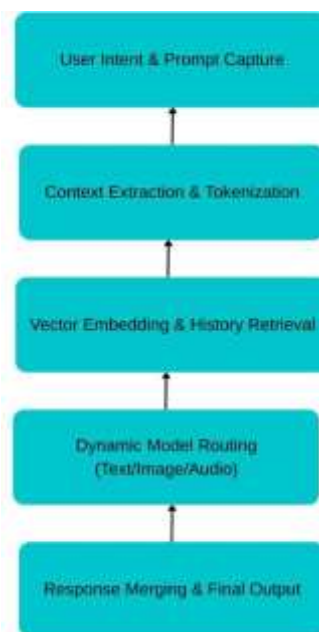 User Intent & Prompt Capture
Context Extraction & Tokenization
Vector Embedding & History Retrieval
Dynamic Model Routing
(Text/Image/Audio)
Response Merging & Final Output